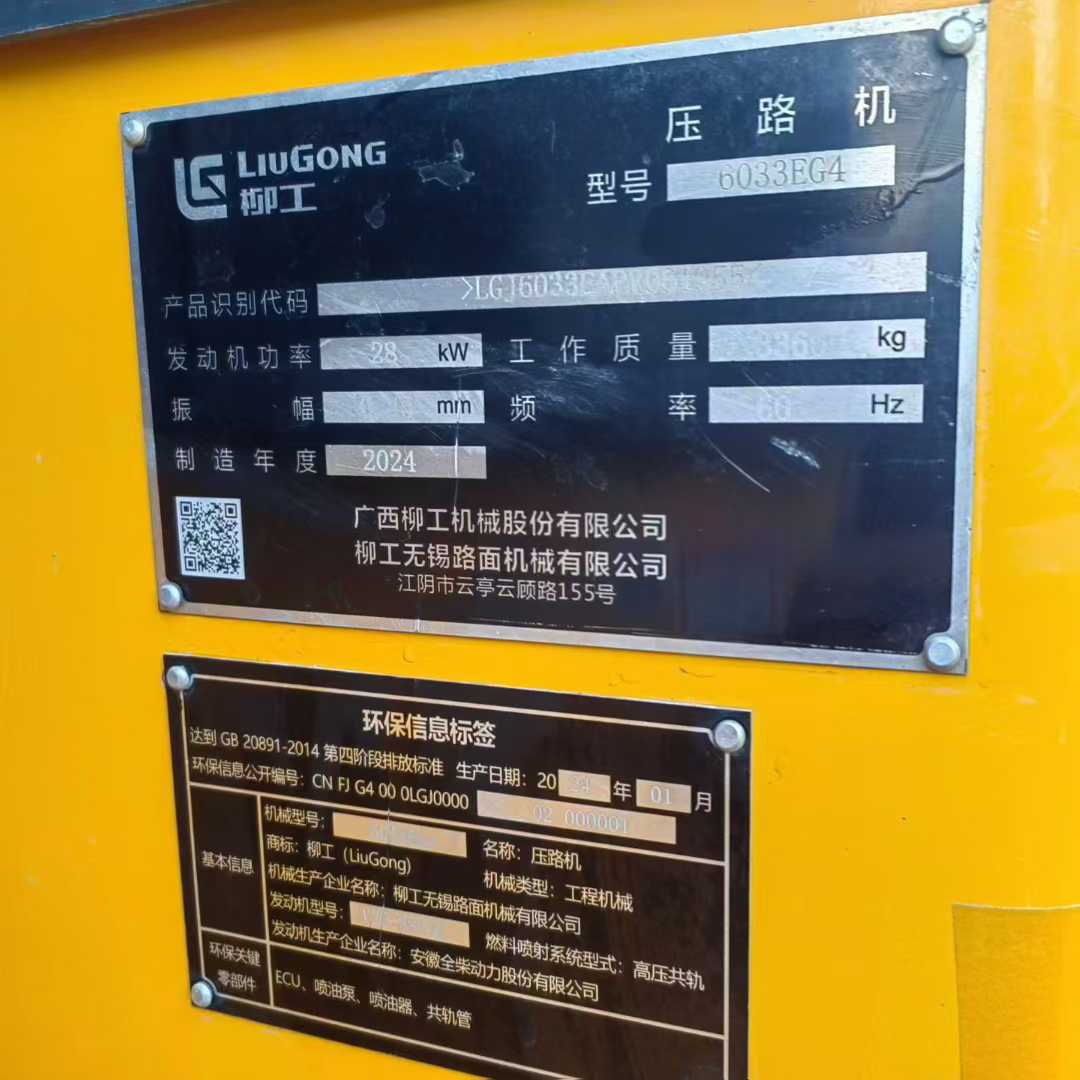 LIUGONG
柳工
压路机
型号 6033EG4
产品识别代码
发动机功率 28 kW 工作质量 kg
振幅 mm 频率 Hz
制造年度 2024
广西柳工机械股份有限公司
柳工无锡路面机械有限公司
江阴市云亭云顾路155号
环保信息标签
达到 GB 20891-2014 第四阶段排放标准 生产日期: 20 24 年 01 月
环保信息公开编号: CN FJ G4 00 0LGJ0000 02 000001
基本信息
机械型号: 名称: 压路机
商标: 柳工 (LiuGong) 机械类型: 工程机械
机械生产企业名称: 柳工无锡路面机械有限公司
发动机型号: 燃料喷射系统型式: 高压共轨
发动机生产企业名称: 安徽全柴动力股份有限公司
环保关键零部件
ECU、喷油泵、喷油器、共轨管